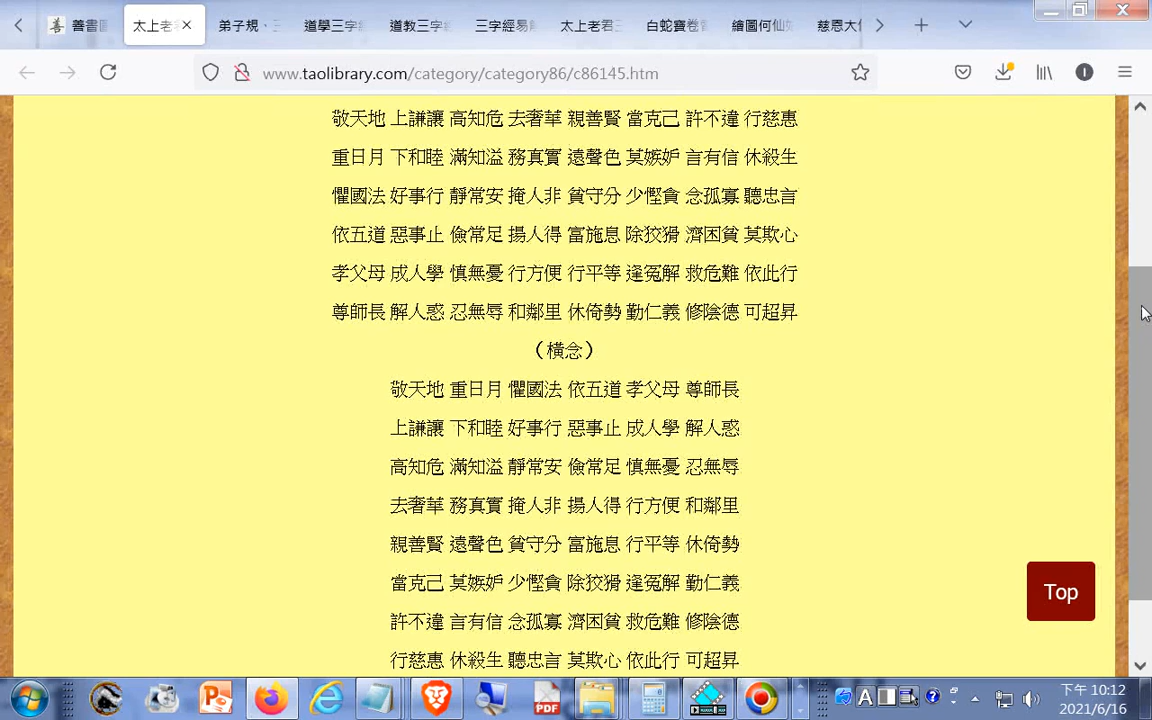 善書圖
太上老
弟子規、三
道學三字
道教三字
三字經易
太上老君三
白蛇寶卷
繪圖何仙
慈恩大
www.taolibrary.com/category/category86/c86145.htm
敬天地 上謙讓 高知危 去奢華 親善賢 當克己 許不違 行慈惠
重日月 下和睦 滿知溢 務真實 遠聲色 莫嫉妒 言有信 休殺生
懼國法 好事行 靜常安 掩人非 貧守分 少慳貪 念孤寡 聽忠言
依五道 惡事止 儉常足 揚人得 富施息 除狡猾 濟困貧 莫欺心
孝父母 成人學 慎無憂 行方便 行平等 逢冤解 救危難 依此行
尊師長 解人惑 忍無辱 和鄰里 休倚勢 勤仁義 修陰德 可超昇
（橫念）
敬天地 重日月 懼國法 依五道 孝父母 尊師長
上謙讓 下和睦 好事行 惡事止 成人學 解人惑
高知危 滿知溢 靜常安 儉常足 慎無憂 忍無辱
去奢華 務真實 掩人非 揚人得 行方便 和鄰里
親善賢 遠聲色 貧守分 富施息 行平等 休倚勢
當克己 莫嫉妒 少慳貪 除狡猾 逢冤解 勤仁義
許不違 言有信 念孤寡 濟困貧 救危難 修陰德
行慈惠 休殺生 聽忠言 莫欺心 依此行 可超昇
Top
下午 10:12
2021/6/16